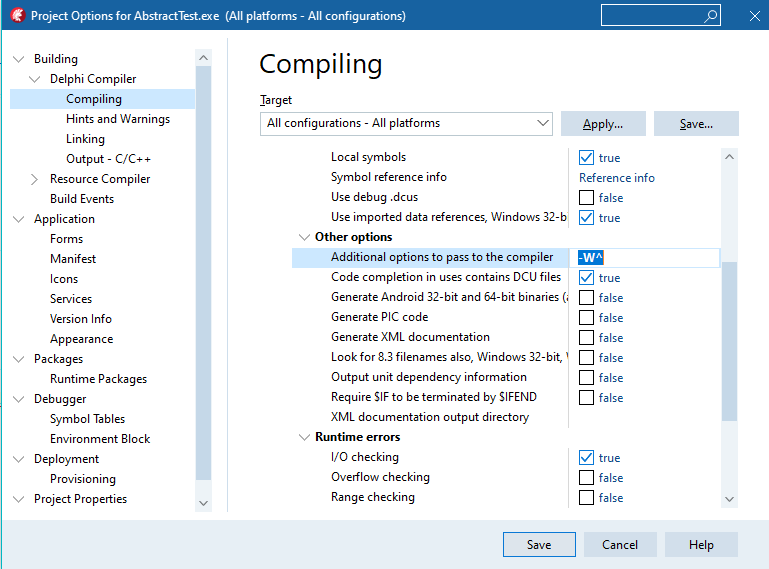 Project Options for AbstractTest.exe (All platforms - All configurations)
Building
Delphi Compiler
Compiling
Hints and Warnings
Linking
Output - C/C++
Resource Compiler
Build Events
Application
Forms
Manifest
Icons
Services
Version Info
Appearance
Packages
Runtime Packages
Debugger
Symbol Tables
Environment Block
Deployment
Provisioning
Project Properties
Compiling
Target
All configurations - All platforms
Apply...
Save...
Local symbols true
Symbol reference info Reference info
Use debug .dcus false
Use imported data references, Windows 32-b true
Other options
Additional options to pass to the compiler -W^
Code completion in uses contains DCU files true
Generate Android 32-bit and 64-bit binaries (a false
Generate PIC code false
Generate XML documentation false
Look for 8.3 filenames also, Windows 32-bit, W false
Output unit dependency information false
Require $IF to be terminated by $IFEND false
XML documentation output directory
Runtime errors
I/O checking true
Overflow checking false
Range checking false
Save
Cancel
Help